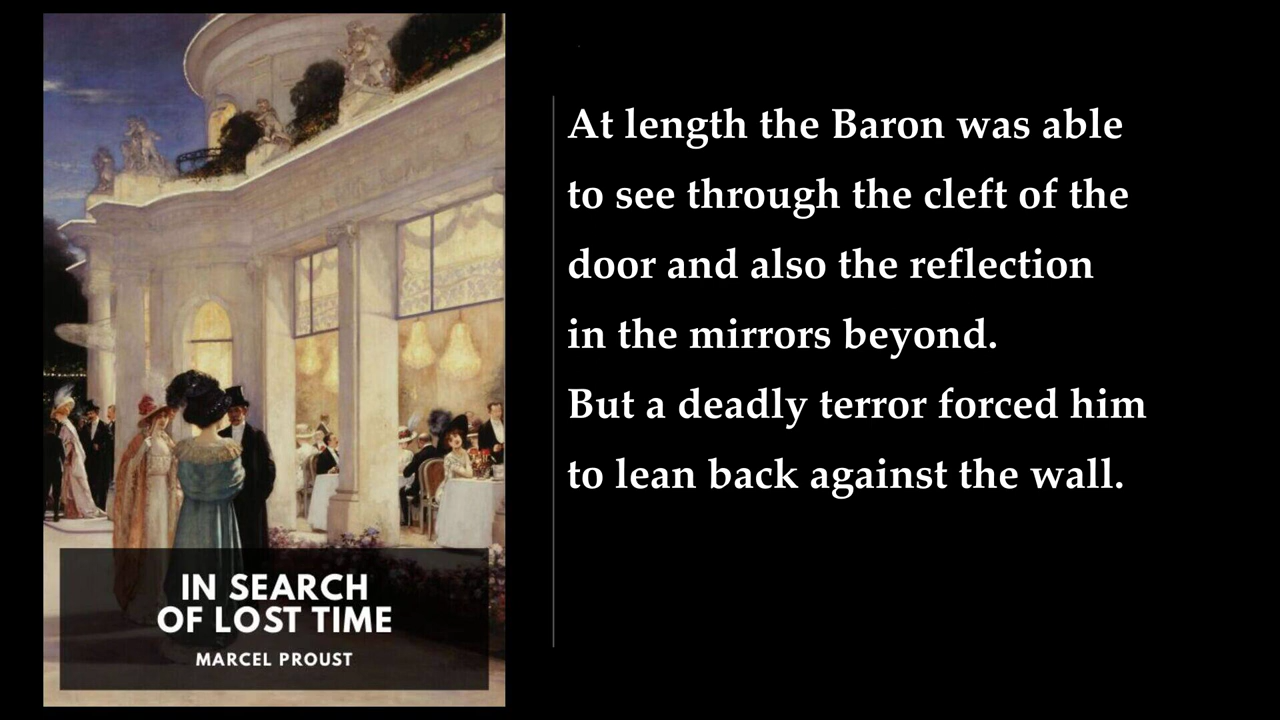 At length the Baron was able
to see through the cleft of the
door and also the reflection
in the mirrors beyond.
But a deadly terror forced him
to lean back against the wall.
IN SEARCH
OF LOST TIME
MARCEL PROUST